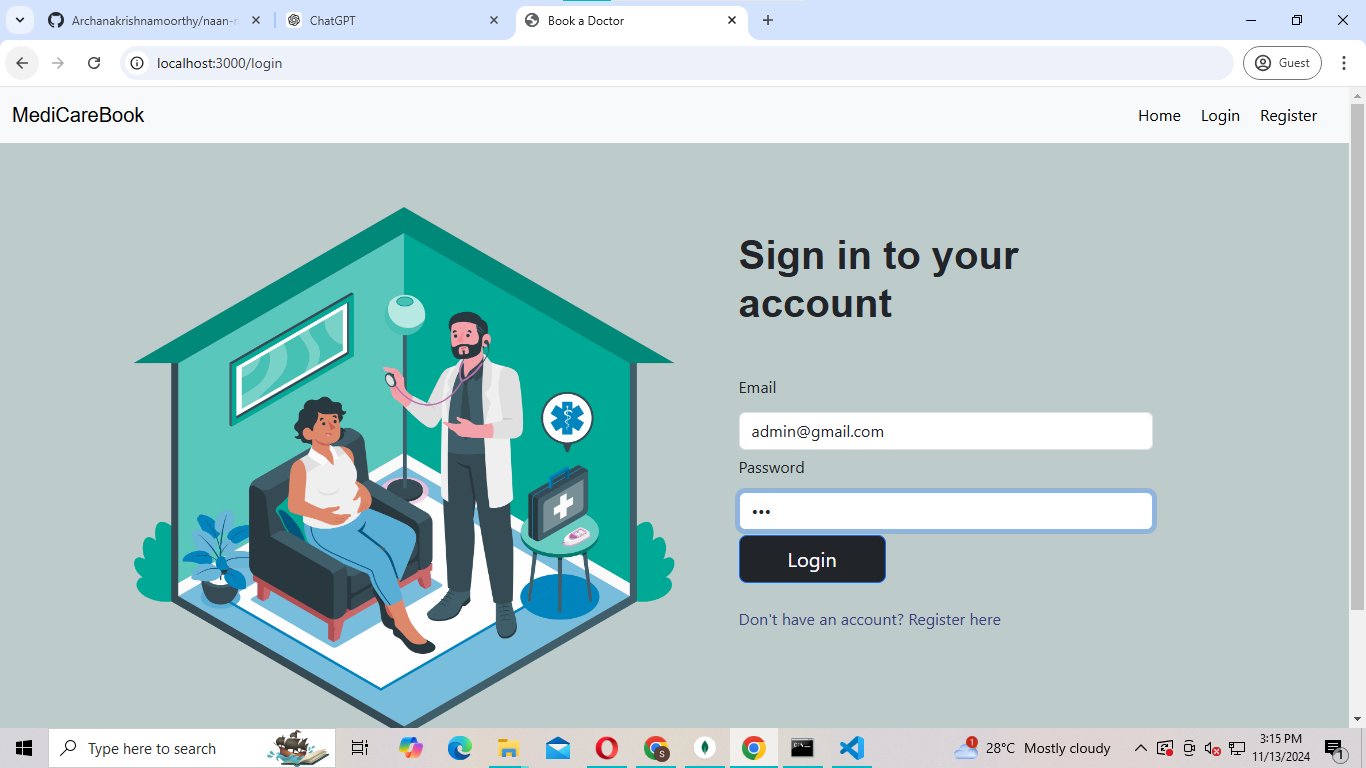 Archanakrishnamoorthy/naan-m
ChatGPT
Book a Doctor
localhost:3000/login
Guest
MediCareBook
Home
Login
Register
Sign in to your
account
Email
admin@gmail.com
Password
•••
Login
Don't have an account? Register here
Type here to search
S
1
28°C Mostly cloudy
3:15 PM
11/13/2024
1